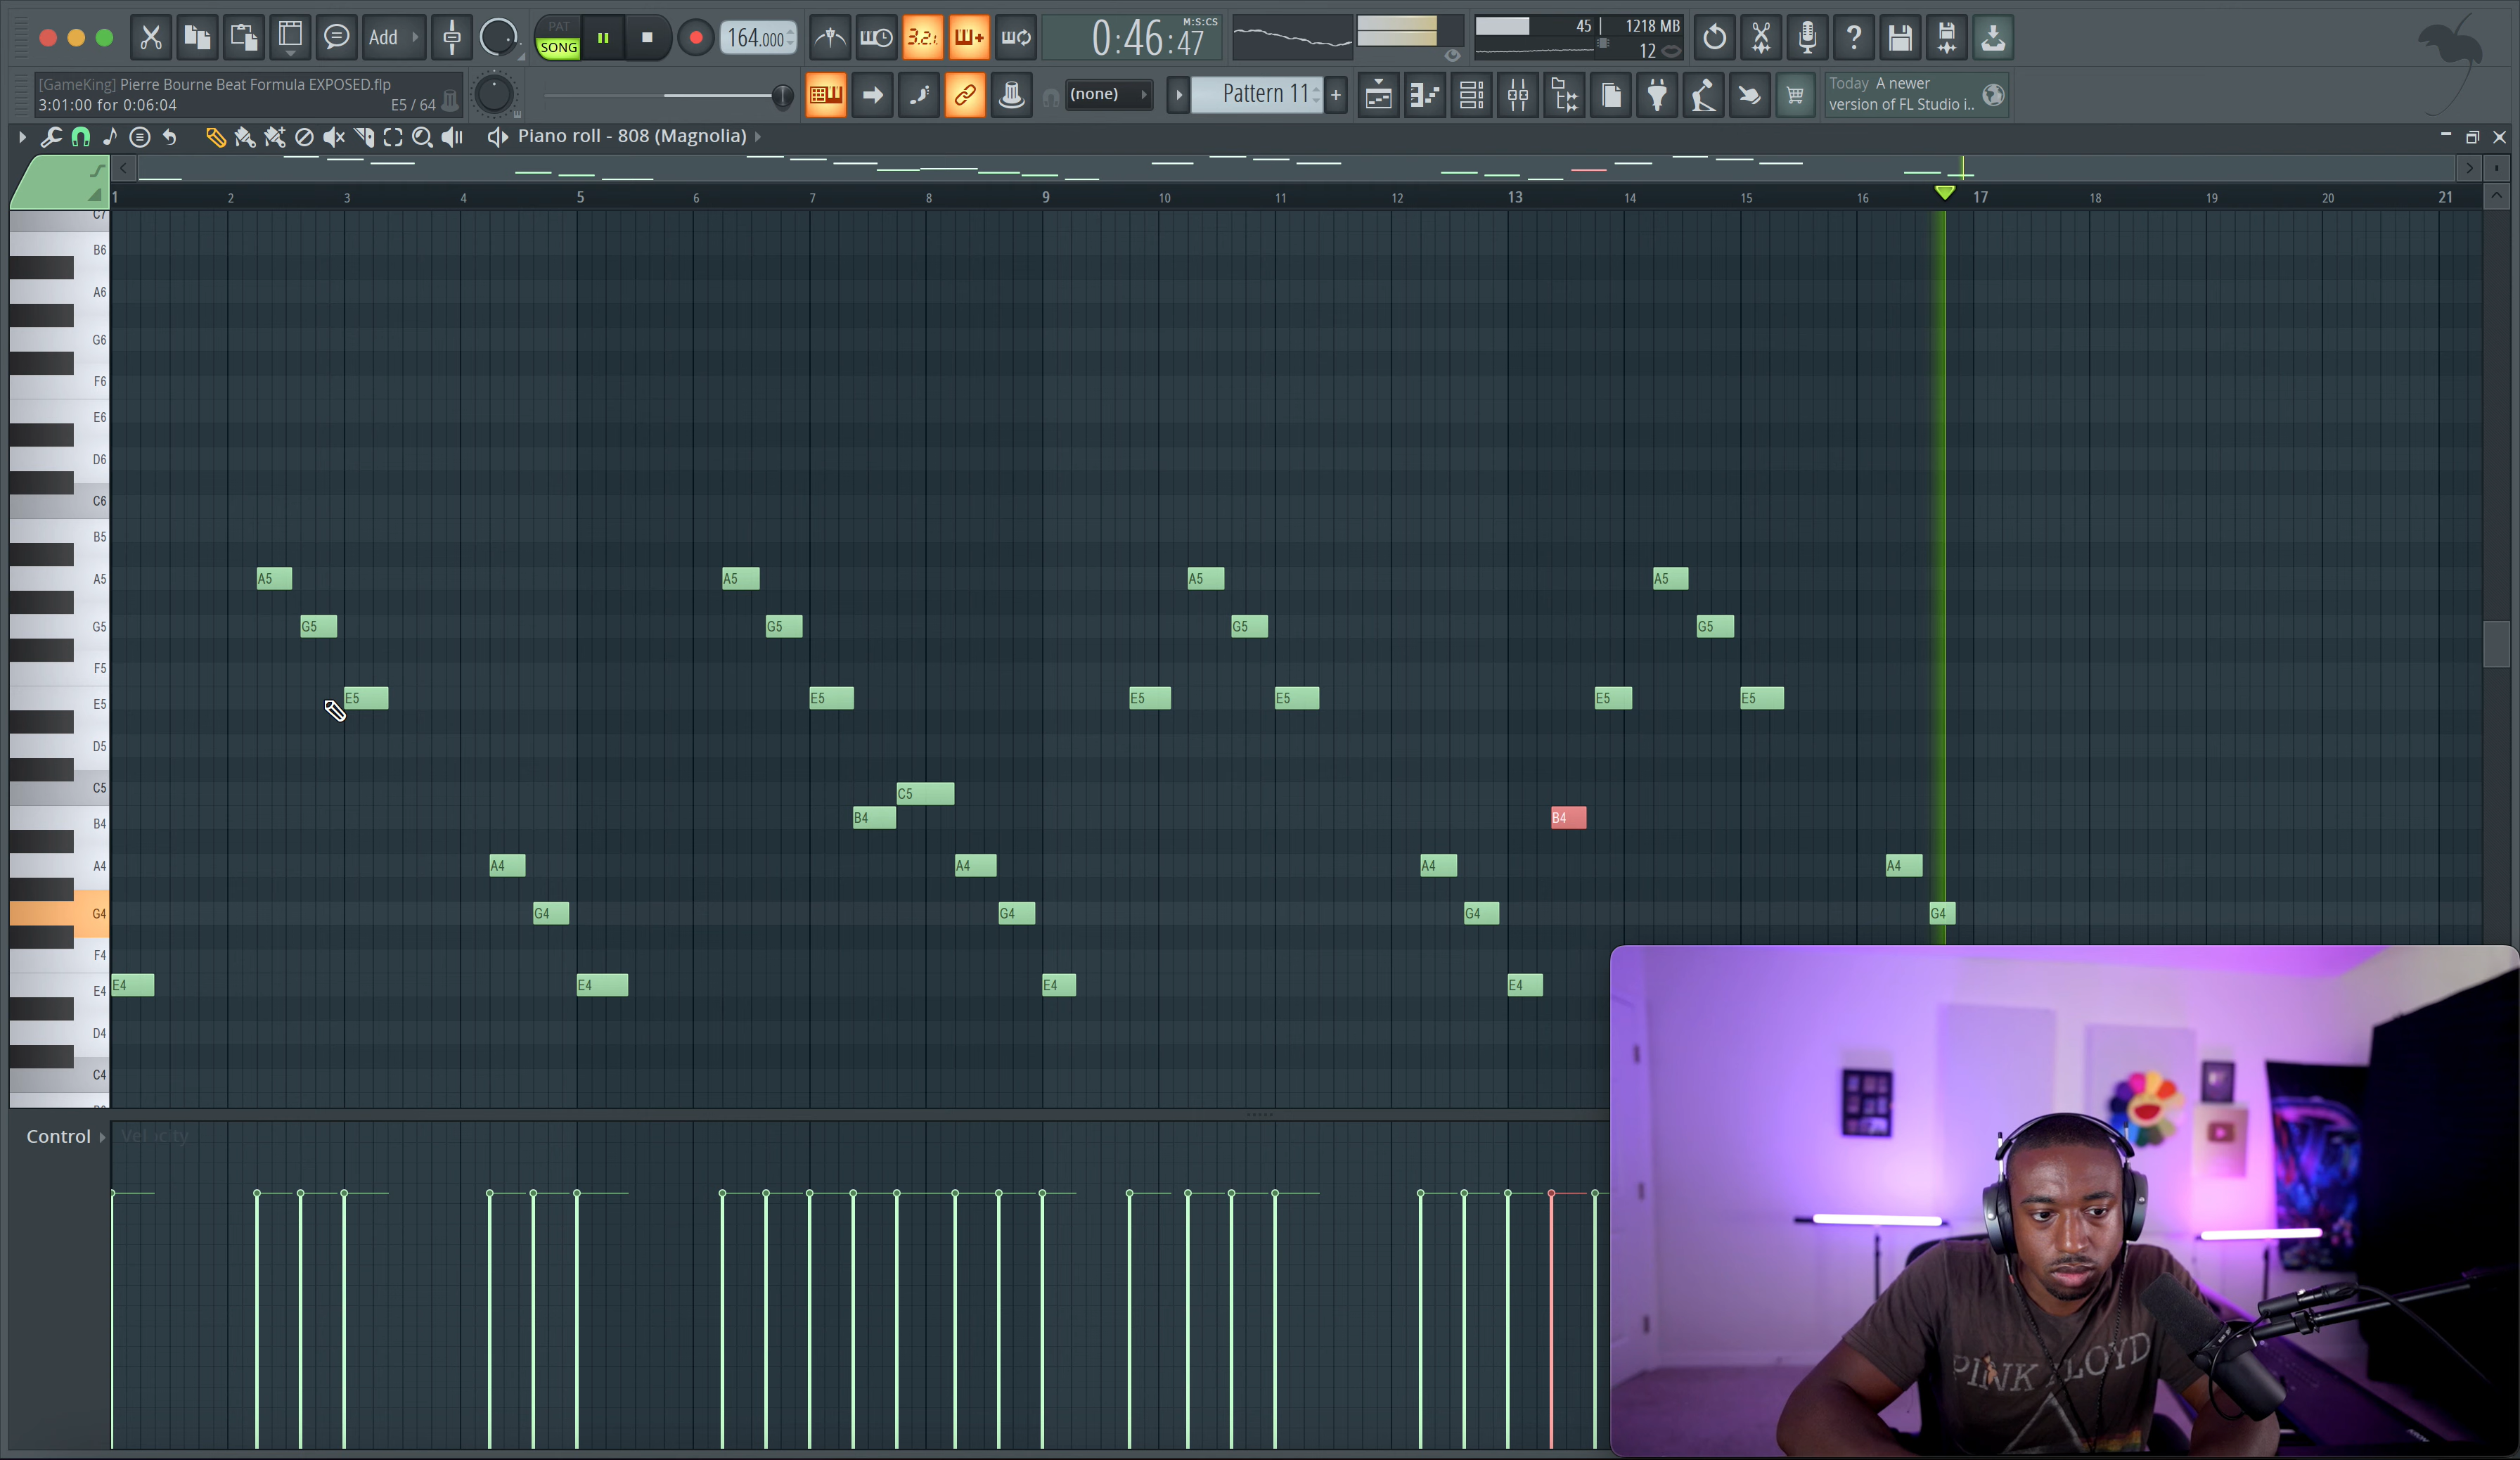 Add
PAT
SONG
164.000
3.2.
0:46:47
M:S:CS
45
1218 MB
12
?
[GameKing] Pierre Bourne Beat Formula EXPOSED.flp
3:01:00 for 0:06:04
E5 / 64
(none)
Pattern 11
+
Today A newer
version of FL Studio i..
Piano roll - 808 (Magnolia)
1 2 3 4 5 6 7 8 9 10 11 12 13 14 15 16 17 18 19 20 21
C7
B6
A6
G6
F6
E6
D6
C6
B5
A5 A5 A5 A5 A5
G5 G5 G5 G5 G5
F5
E5 E5 E5 E5 E5 E5 E5
D5
C5 C5
B4 B4 B4
A4 A4 A4 A4 A4
G4 G4 G4 G4 G4
F4
E4 E4 E4 E4 E4
D4
C4
Control
Velocity
PINK FLOYD